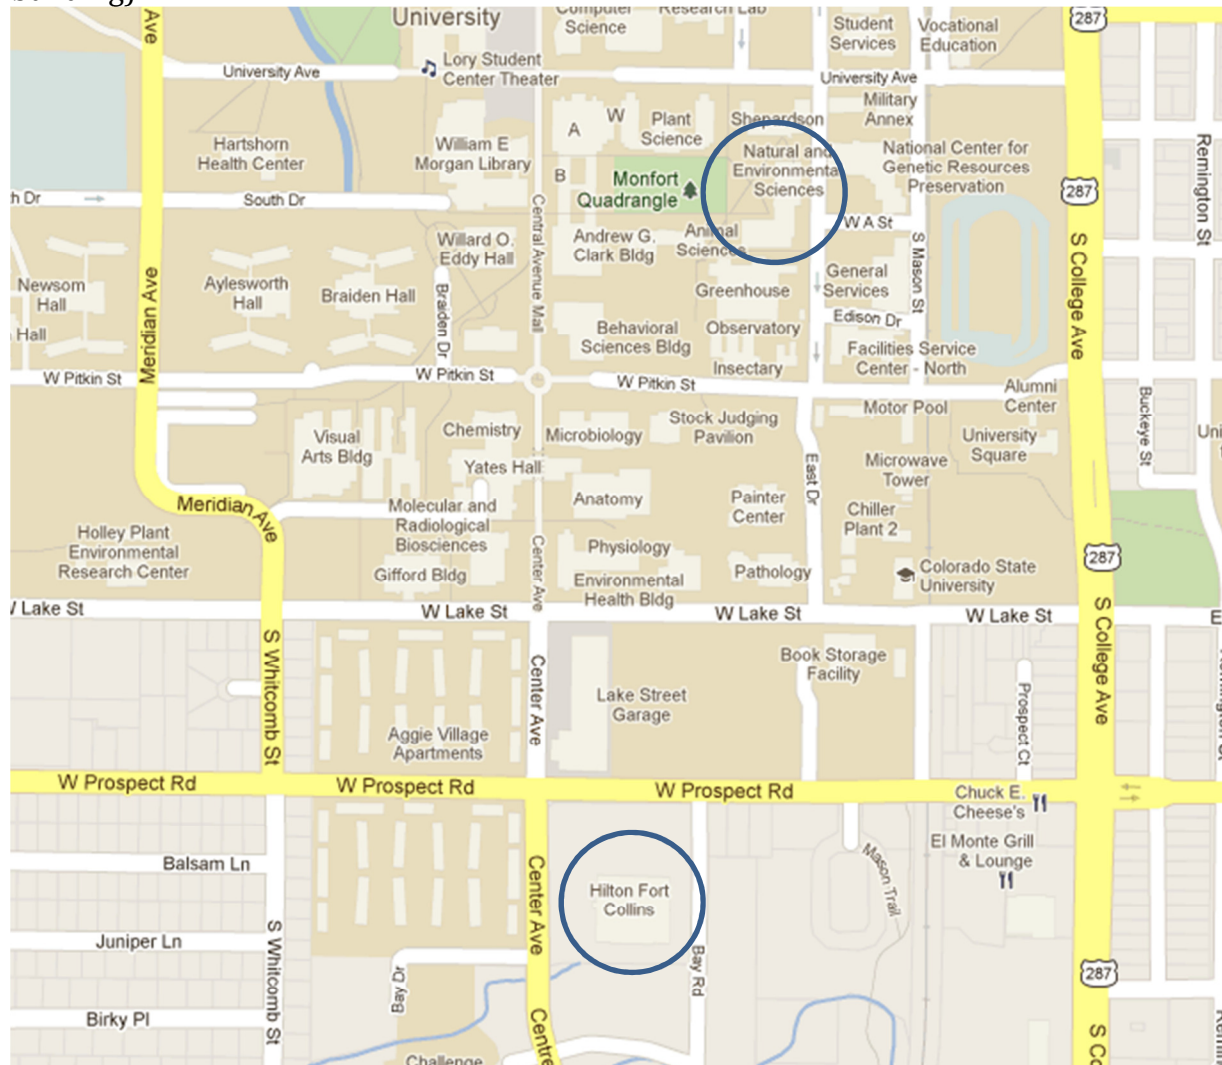 University
Computer
Science
Research Lab
Student
Services
Vocational
Education
287
Ave
Lory Student
Center Theater
University Ave
University Ave
Military
Annex
A
W
Plant
Science
Shepardson
Hartshorn
Health Center
William E
Morgan Library
B
Monfort
Quadrangle
Natural and
Environmental
Sciences
National Center for
Genetic Resources
Preservation
287
Remington St
h Dr
South Dr
Central Avenue Mall
W A St
Willard O.
Eddy Hall
Andrew G.
Clark Bldg
Animal
Sciences
S Mason St
S College Ave
Newsom
Hall
Meridian Ave
Aylesworth
Hall
Braiden Hall
Braiden Dr
Greenhouse
General
Services
Hall
Behavioral
Sciences Bldg
Observatory
Edison Dr
Insectary
Facilities Service
Center - North
W Pitkin St
W Pitkin St
W Pitkin St
Alumni
Center
Buckeye St
Visual
Arts Bldg
Chemistry
Microbiology
Stock Judging
Pavilion
Motor Pool
University
Square
Uni
Yates Hall
East Dr
Microwave
Tower
Meridian Ave
Molecular and
Radiological
Biosciences
Anatomy
Painter
Center
Chiller
Plant 2
Holley Plant
Environmental
Research Center
Center Ave
Physiology
287
Gifford Bldg
Environmental
Health Bldg
Pathology
Colorado State
University
W Lake St
W Lake St
W Lake St
W Lake St
E
S Whitcomb St
Center Ave
Book Storage
Facility
S College Ave
Lake Street
Garage
Prospect Ct
Aggie Village
Apartments
W Prospect Rd
W Prospect Rd
W Prospect Rd
Chuck E.
Cheese's
El Monte Grill
& Lounge
Balsam Ln
Center Ave
Hilton Fort
Collins
Mason Trail
Juniper Ln
S Whitcomb St
Bay Dr
Bay Rd
287
Birky Pl
Centre
S Co
Challenge